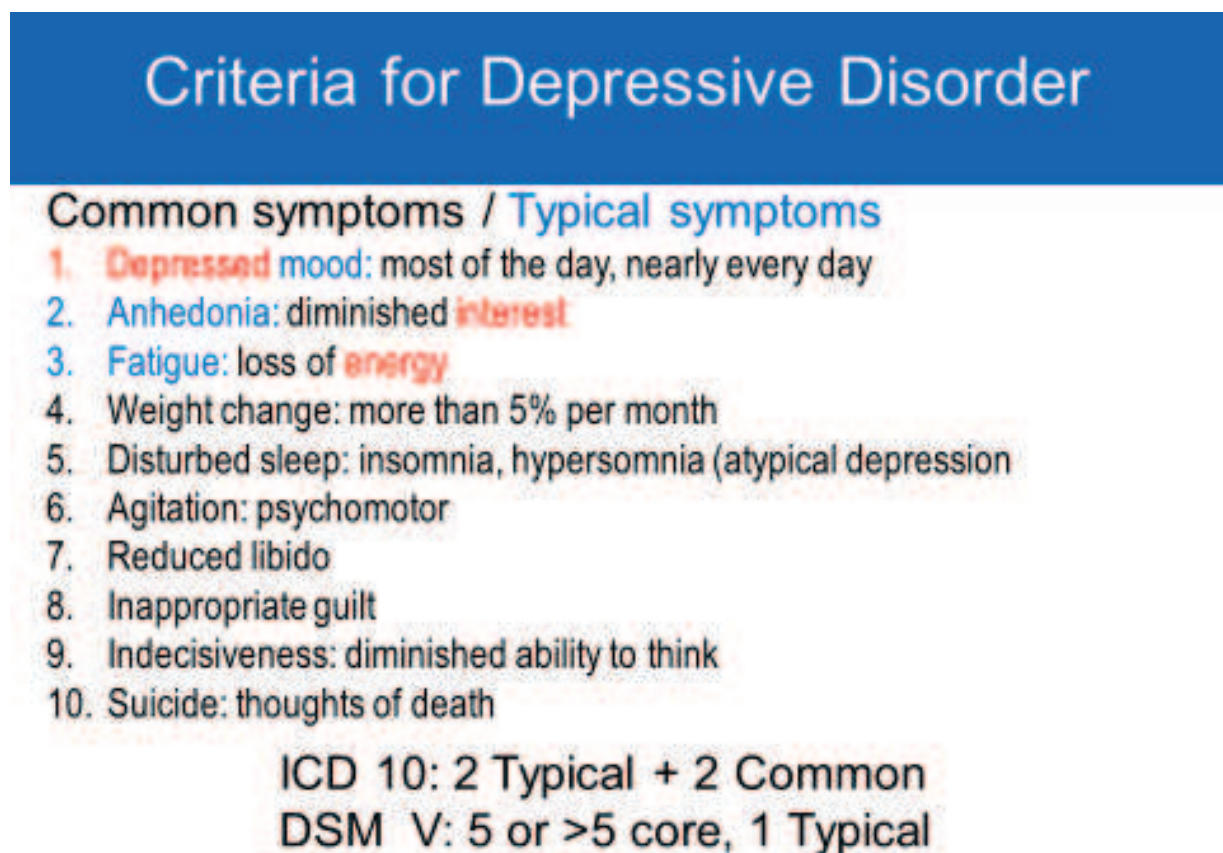 Criteria for Depressive Disorder
Common symptoms / Typical symptoms
1. Depressed mood: most of the day, nearly every day
2. Anhedonia: diminished interest
3. Fatigue: loss of energy
4. Weight change: more than 5% per month
5. Disturbed sleep: insomnia, hypersomnia (atypical depression
6. Agitation: psychomotor
7. Reduced libido
8. Inappropriate guilt
9. Indecisiveness: diminished ability to think
10. Suicide: thoughts of death
ICD 10: 2 Typical + 2 Common
DSM V: 5 or >5 core, 1 Typical